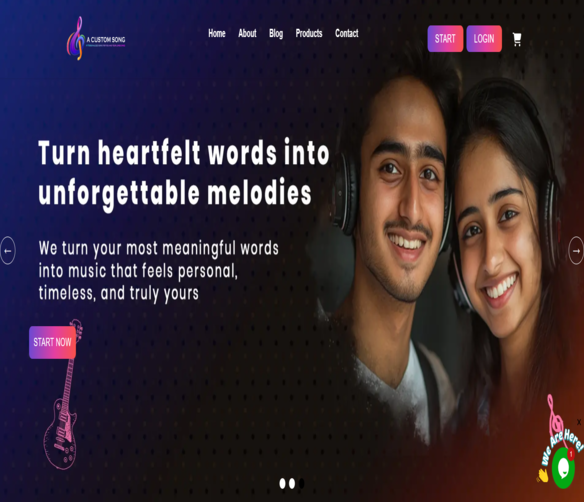 A CUSTOM SONG
Home About Blog Products Contact
START LOGIN
Turn heartfelt words into
unforgettable melodies
We turn your most meaningful words
into music that feels personal,
timeless, and truly yours
START NOW
We Are Here!
1